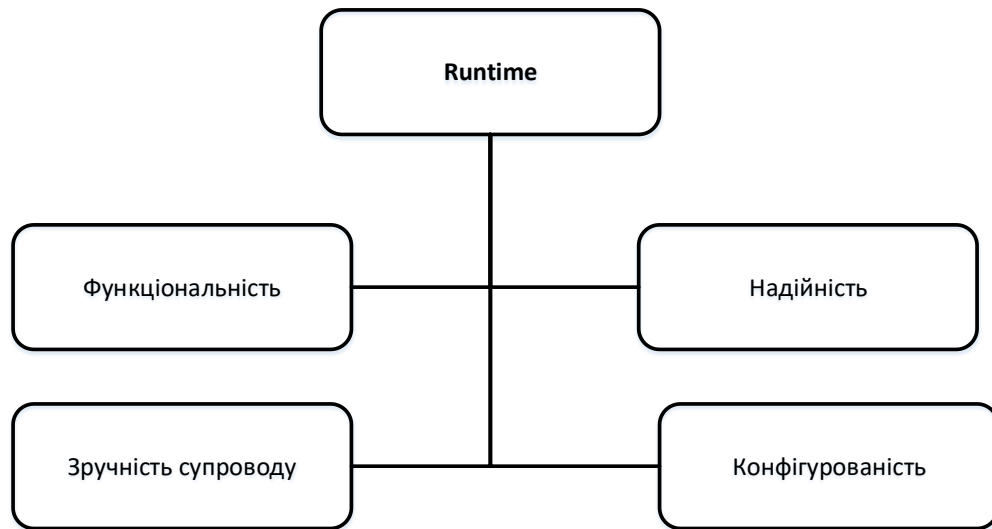 Runtime
Функціональність
Надійність
Зручність супроводу
Конфігурованість